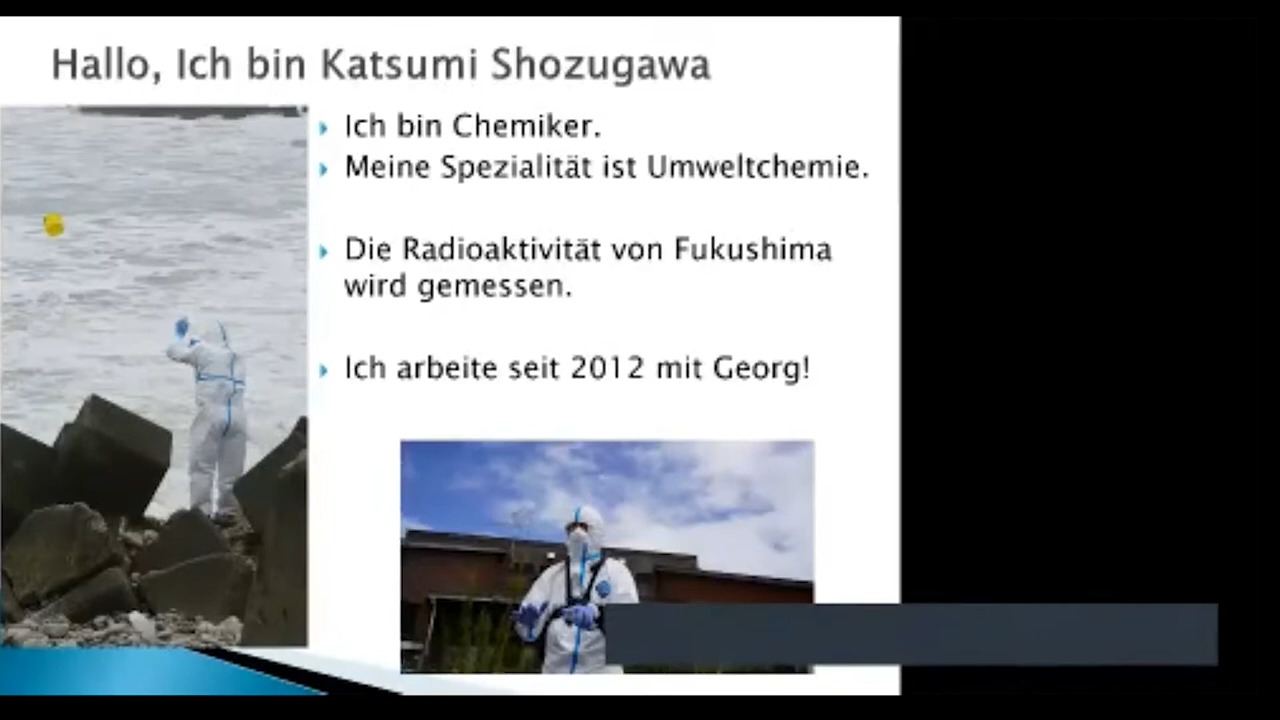 Hallo, Ich bin Katsumi Shozugawa
Ich bin Chemiker.
Meine Spezialität ist Umweltchemie.
Die Radioaktivität von Fukushima
wird gemessen.
Ich arbeite seit 2012 mit Georg!